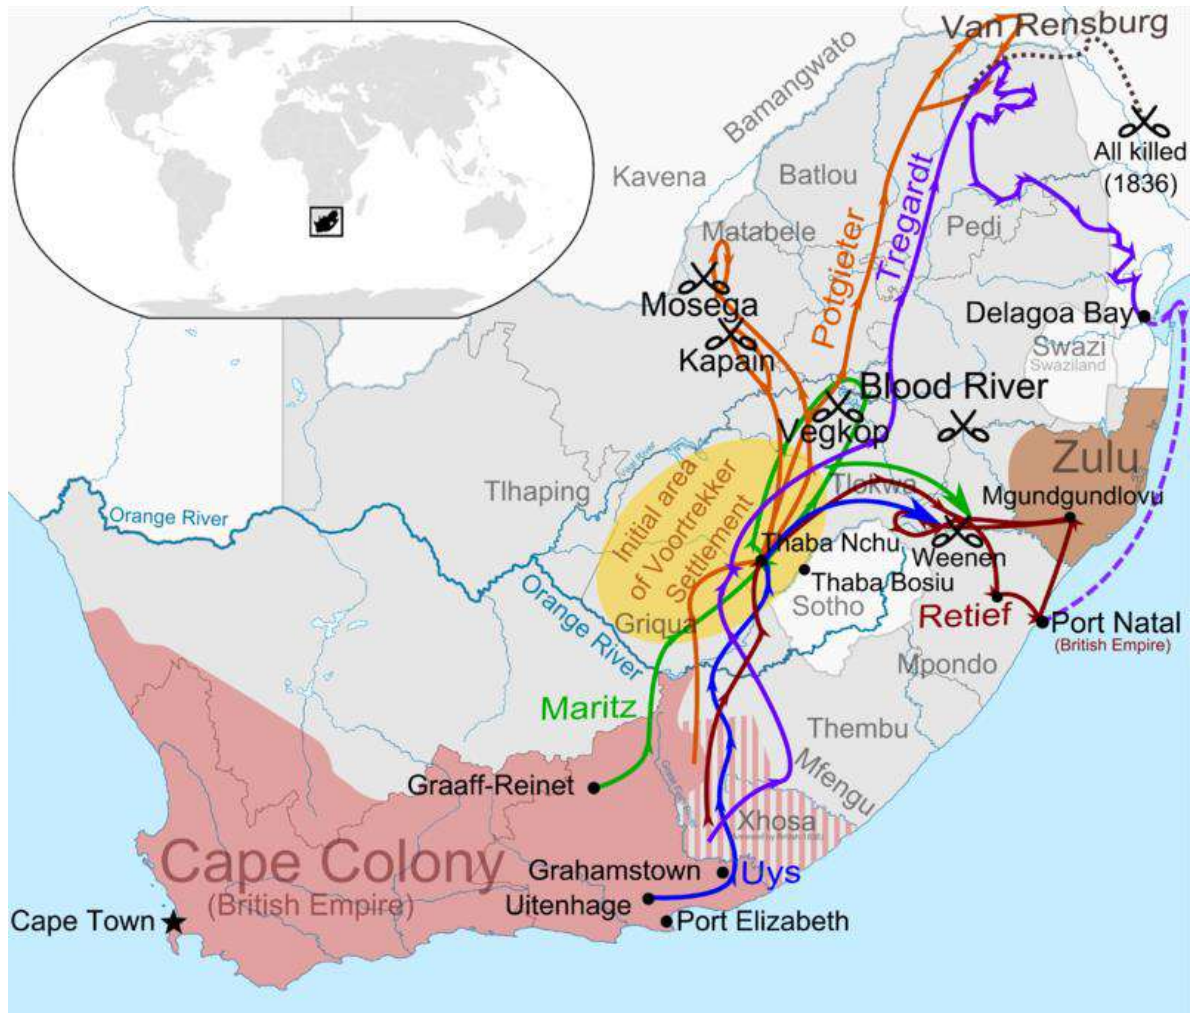 Van Rensburg
Bamangwato
All killed
(1836)
Kavena
Batlou
Pedi
Matabele
Tregardt
Potgieter
Mosega
Kapain
Delagoa Bay
Swazi
Swaziland
Blood River
Vegkop
Zulu
Vaal River
Initial area
of Voortrekker
Settlement
Tlhaping
Tlokwa
Mgundgundlovu
Orange River
Thaba Nchu
Weenen
Thaba Bosiu
Orange River
Sotho
Griqua
Retief
Port Natal
(British Empire)
Mpondo
Maritz
Thembu
Mfengu
Graaff-Reinet
Xhosa
Cape Colony
(British Empire)
Grahamstown
Uys
Uitenhage
Cape Town
Port Elizabeth